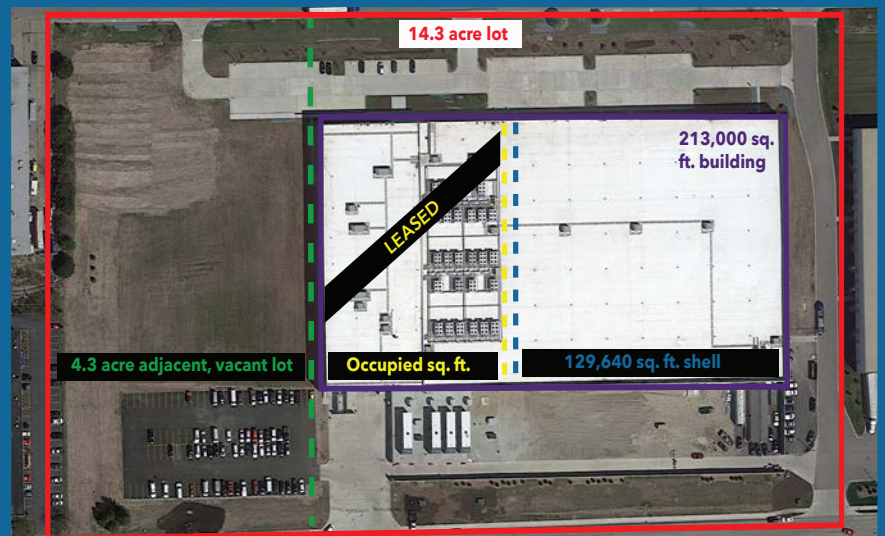 14.3 acre lot
213,000 sq.
ft. building
LEASED
4.3 acre adjacent, vacant lot
Occupied sq. ft.
129,640 sq. ft. shell